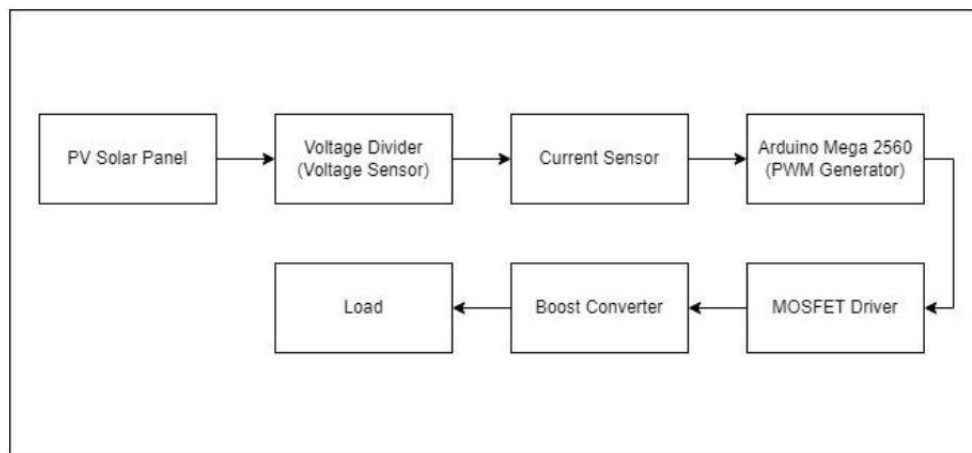 PV Solar Panel
Voltage Divider
(Voltage Sensor)
Current Sensor
Arduino Mega 2560
(PWM Generator)
Load
Boost Converter
MOSFET Driver